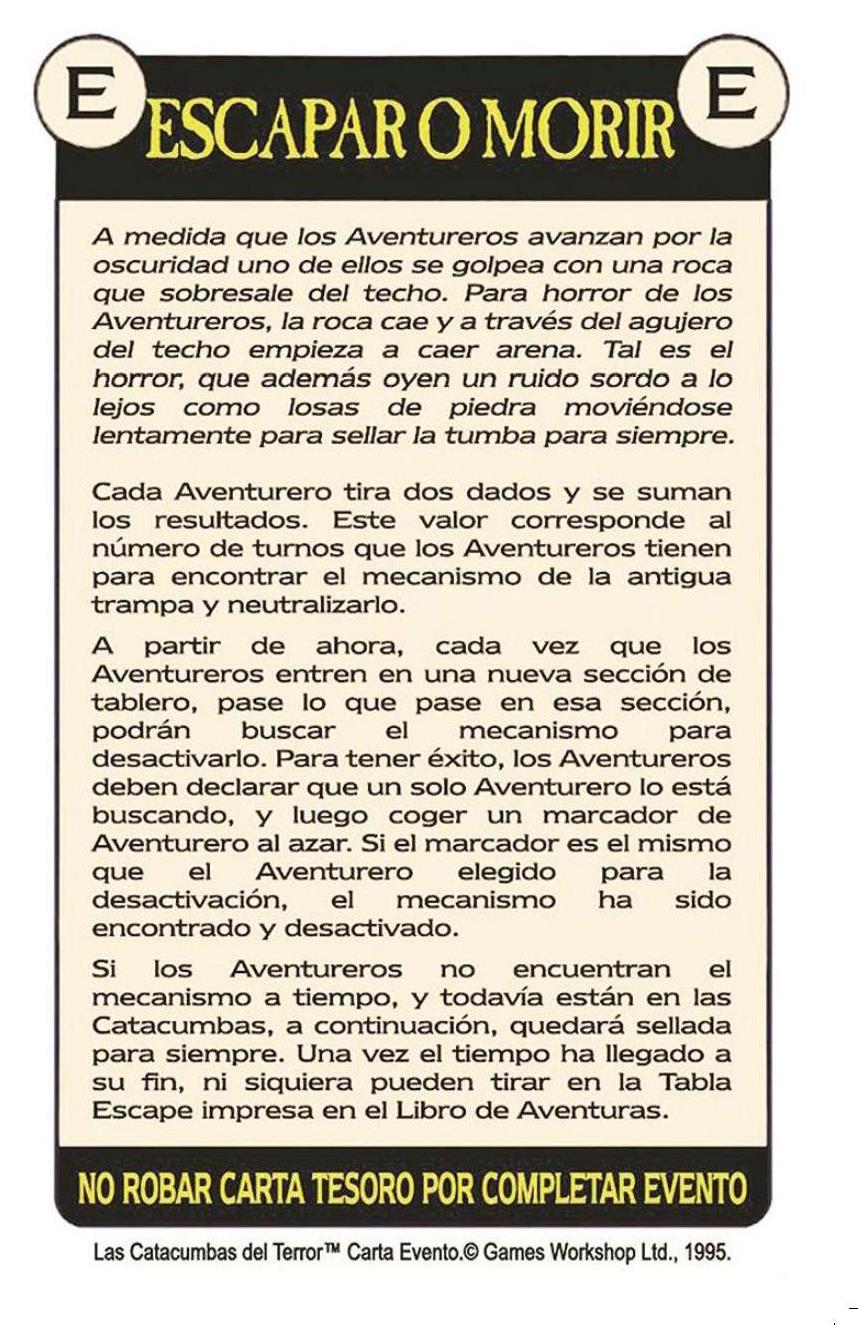 E E
ESCAPAR O MORIR
A medida que los Aventureros avanzan por la
oscuridad uno de ellos se golpea con una roca
que sobresale del techo. Para horror de los
Aventureros, la roca cae y a través del agujero
del techo empieza a caer arena. Tal es el
horror, que además oyen un ruido sordo a lo
lejos como losas de piedra moviéndose
lentamente para sellar la tumba para siempre.
Cada Aventurero tira dos dados y se suman
los resultados. Este valor corresponde al
número de turnos que los Aventureros tienen
para encontrar el mecanismo de la antigua
trampa y neutralizarlo.
A partir de ahora, cada vez que los
Aventureros entren en una nueva sección de
tablero, pase lo que pase en esa sección,
podrán buscar el mecanismo para
desactivarlo. Para tener éxito, los Aventureros
deben declarar que un solo Aventurero lo está
buscando, y luego coger un marcador de
Aventurero al azar. Si el marcador es el mismo
que el Aventurero elegido para la
desactivación, el mecanismo ha sido
encontrado y desactivado.
Si los Aventureros no encuentran el
mecanismo a tiempo, y todavía están en las
Catacumbas, a continuación, quedará sellada
para siempre. Una vez el tiempo ha llegado a
su fin, ni siquiera pueden tirar en la Tabla
Escape impresa en el Libro de Aventuras.
NO ROBAR CARTA TESORO POR COMPLETAR EVENTO
Las Catacumbas del Terror™ Carta Evento.© Games Workshop Ltd., 1995.